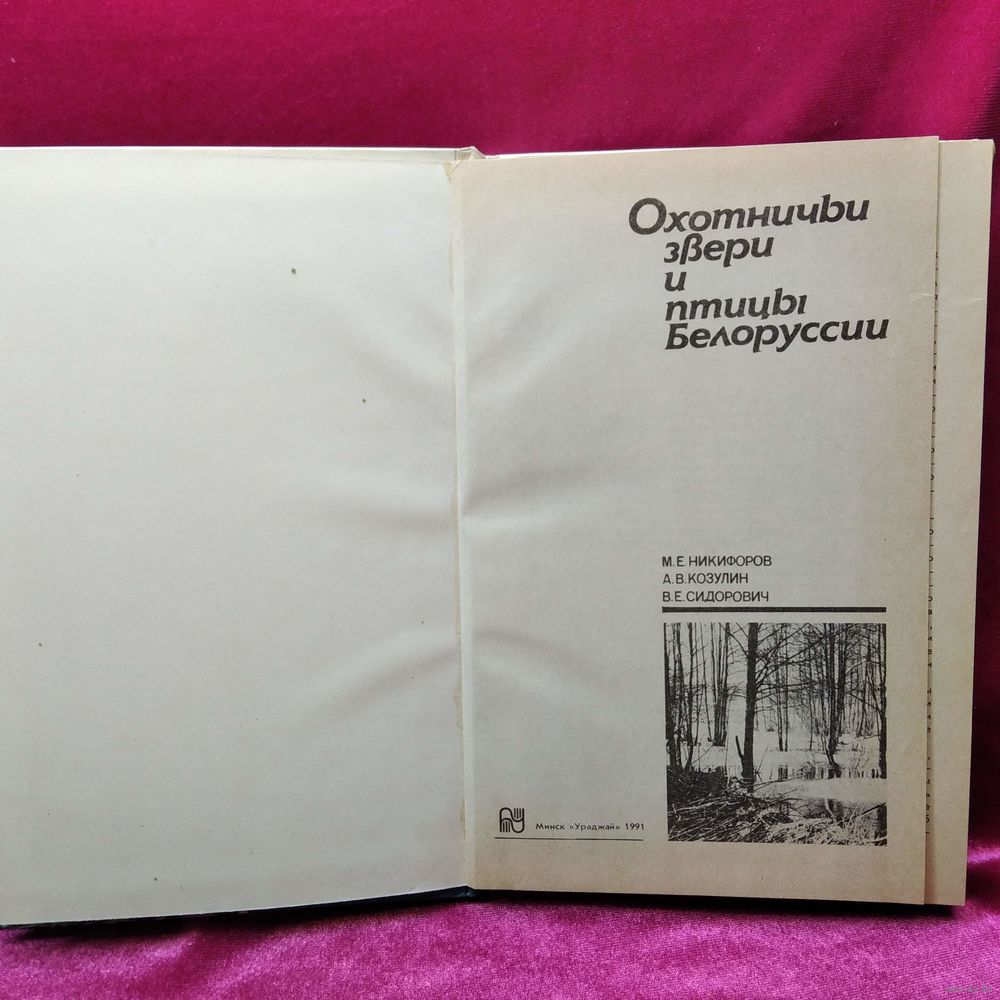 Охотничьи
звери
и
птицы
Белоруссии
М.Е.НИКИФОРОВ
А.В.КОЗУЛИН
В.Е.СИДОРОВИЧ
Минск «Ураджай» 1991